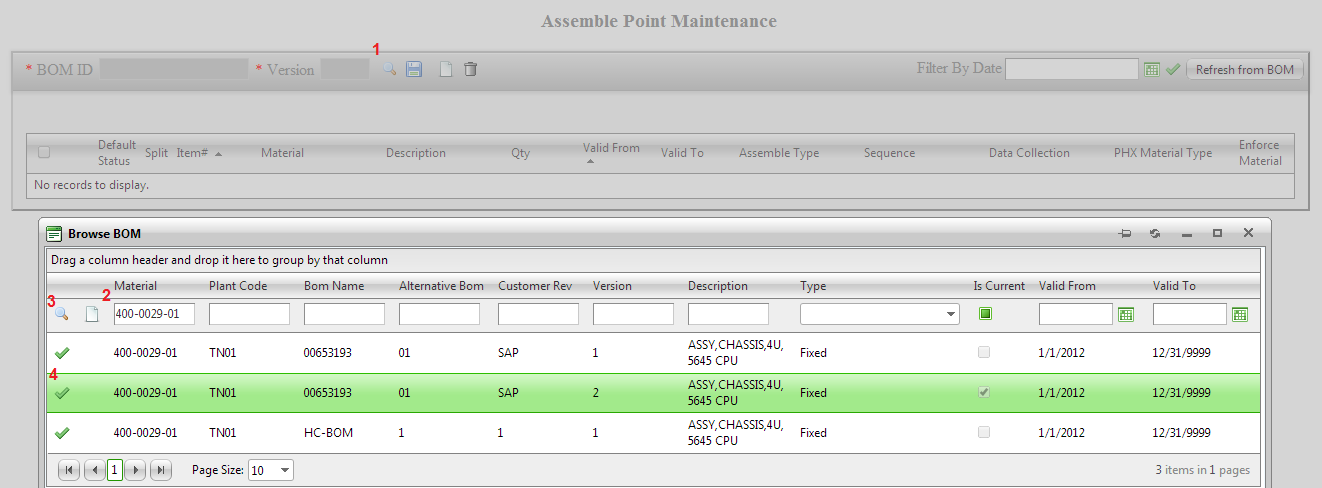 Assemble Point Maintenance
1
* BOM ID * Version Filter By Date Refresh from BOM
Default Status Split Item# Material Description Qty Valid From Valid To Assemble Type Sequence Data Collection PHX Material Type Enforce Material
No records to display.
Browse BOM
Drag a column header and drop it here to group by that column
Material Plant Code Bom Name Alternative Bom Customer Rev Version Description Type Is Current Valid From Valid To
3 2 400-0029-01
400-0029-01 TN01 00653193 01 SAP 1 ASSY,CHASSIS,4U, 5645 CPU Fixed 1/1/2012 12/31/9999
4 400-0029-01 TN01 00653193 01 SAP 2 ASSY,CHASSIS,4U, 5645 CPU Fixed 1/1/2012 12/31/9999
400-0029-01 TN01 HC-BOM 1 1 1 ASSY,CHASSIS,4U, 5645 CPU Fixed 1/1/2012 12/31/9999
1 Page Size: 10 3 items in 1 pages